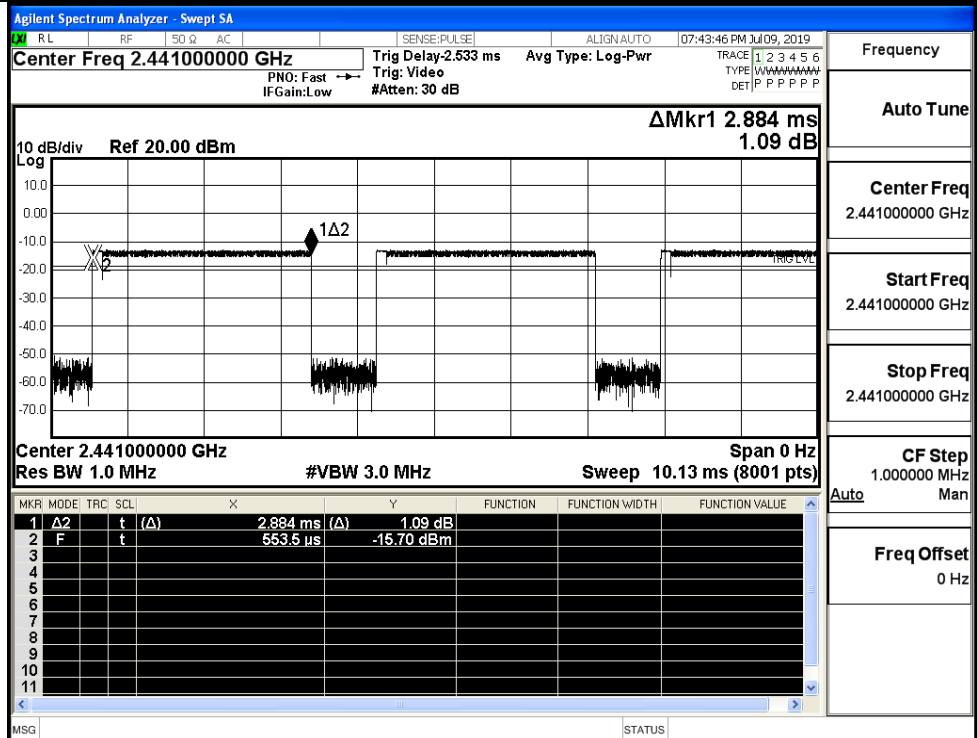 Agilent Spectrum Analyzer - Swept SA
LXI RL RF 50 Ω AC SENSE:PULSE ALIGN AUTO 07:43:46 PM Jul 09, 2019
Center Freq 2.441000000 GHz Trig Delay-2.533 ms Avg Type: Log-Pwr TRACE 1 2 3 4 5 6
PNO: Fast Trig: Video TYPE WWWWWW
IFGain:Low #Atten: 30 dB DET P P P P P P
ΔMkr1 2.884 ms
1.09 dB
10 dB/div Ref 20.00 dBm
Log
10.0
0.00
1Δ2
-10.0
2
TRIG LVL
-20.0
-30.0
-40.0
-50.0
-60.0
-70.0
Center 2.441000000 GHz Span 0 Hz
Res BW 1.0 MHz #VBW 3.0 MHz Sweep 10.13 ms (8001 pts)
MKR MODE TRC SCL X Y FUNCTION FUNCTION WIDTH FUNCTION VALUE
1 Δ2 t (Δ) 2.884 ms (Δ) 1.09 dB
2 F t 553.5 µs -15.70 dBm
3
4
5
6
7
8
9
10
11
MSG STATUS
Frequency
Auto Tune
Center Freq
2.441000000 GHz
Start Freq
2.441000000 GHz
Stop Freq
2.441000000 GHz
CF Step
1.000000 MHz
Auto Man
Freq Offset
0 Hz